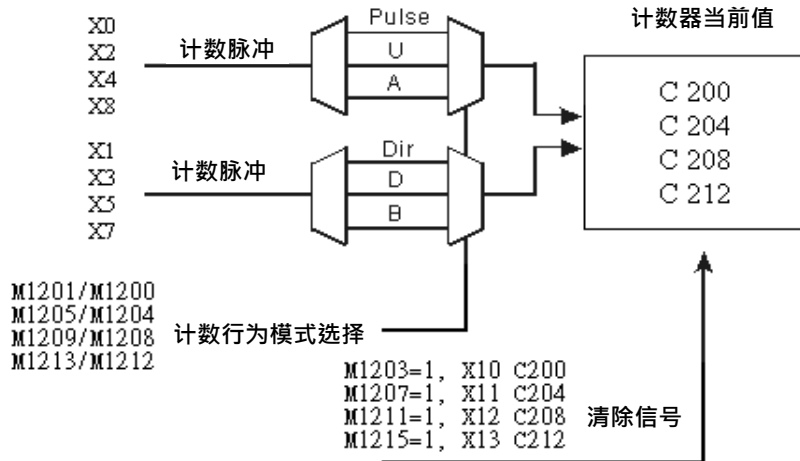 计数器当前值
X0
X2
X4
X8
计数脉冲
Pulse
U
A
C 200
C 204
C 208
C 212
X1
X3
X5
X7
计数脉冲
Dir
D
B
M1201/M1200
M1205/M1204
M1209/M1208
M1213/M1212
计数行为模式选择
M1203=1, X10 C200
M1207=1, X11 C204
M1211=1, X12 C208
M1215=1, X13 C212
清除信号